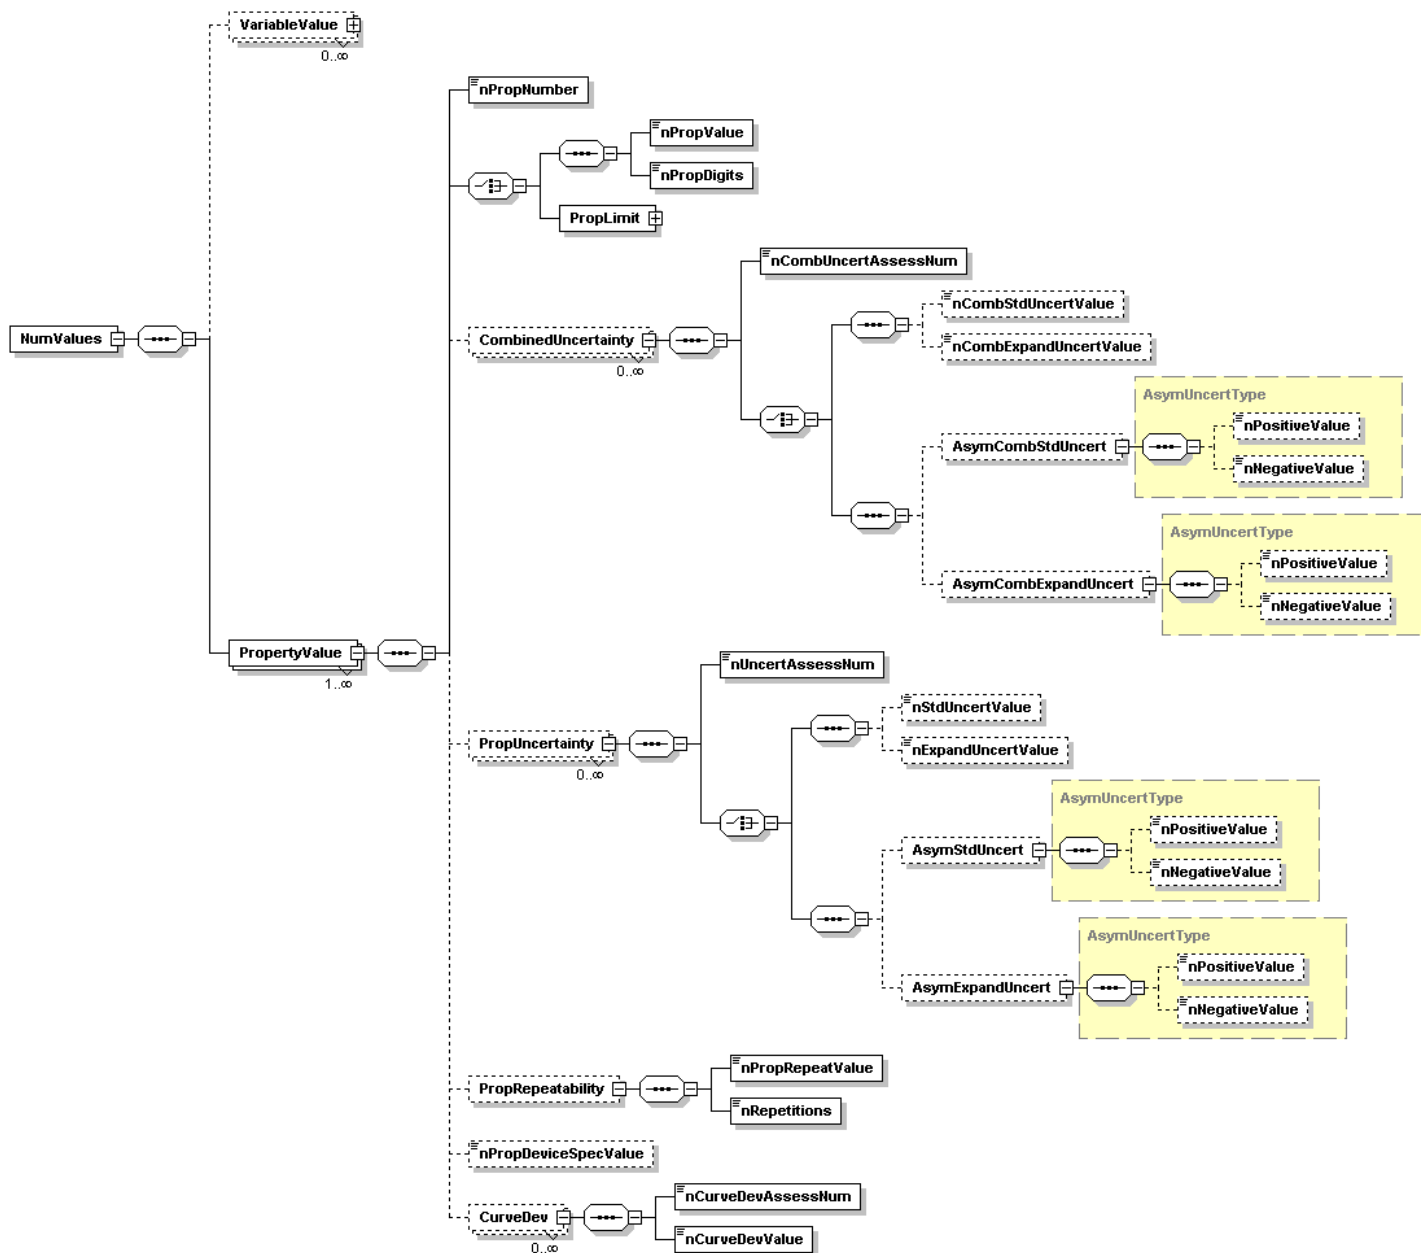 VariableValue
0..∞
nPropNumber
nPropValue
nPropDigits
PropLimit
nCombUncertAssessNum
nCombStdUncertValue
NumValues
CombinedUncertainty
nCombExpandUncertValue
0..∞
AsymUncertType
nPositiveValue
AsymCombStdUncert
nNegativeValue
AsymUncertType
nPositiveValue
AsymCombExpandUncert
nNegativeValue
PropertyValue
1..∞
nUncertAssessNum
nStdUncertValue
PropUncertainty
nExpandUncertValue
0..∞
AsymUncertType
nPositiveValue
AsymStdUncert
nNegativeValue
AsymUncertType
nPositiveValue
AsymExpandUncert
nNegativeValue
nPropRepeatValue
PropRepeatability
nRepetitions
nPropDeviceSpecValue
nCurveDevAssessNum
CurveDev
nCurveDevValue
0..∞